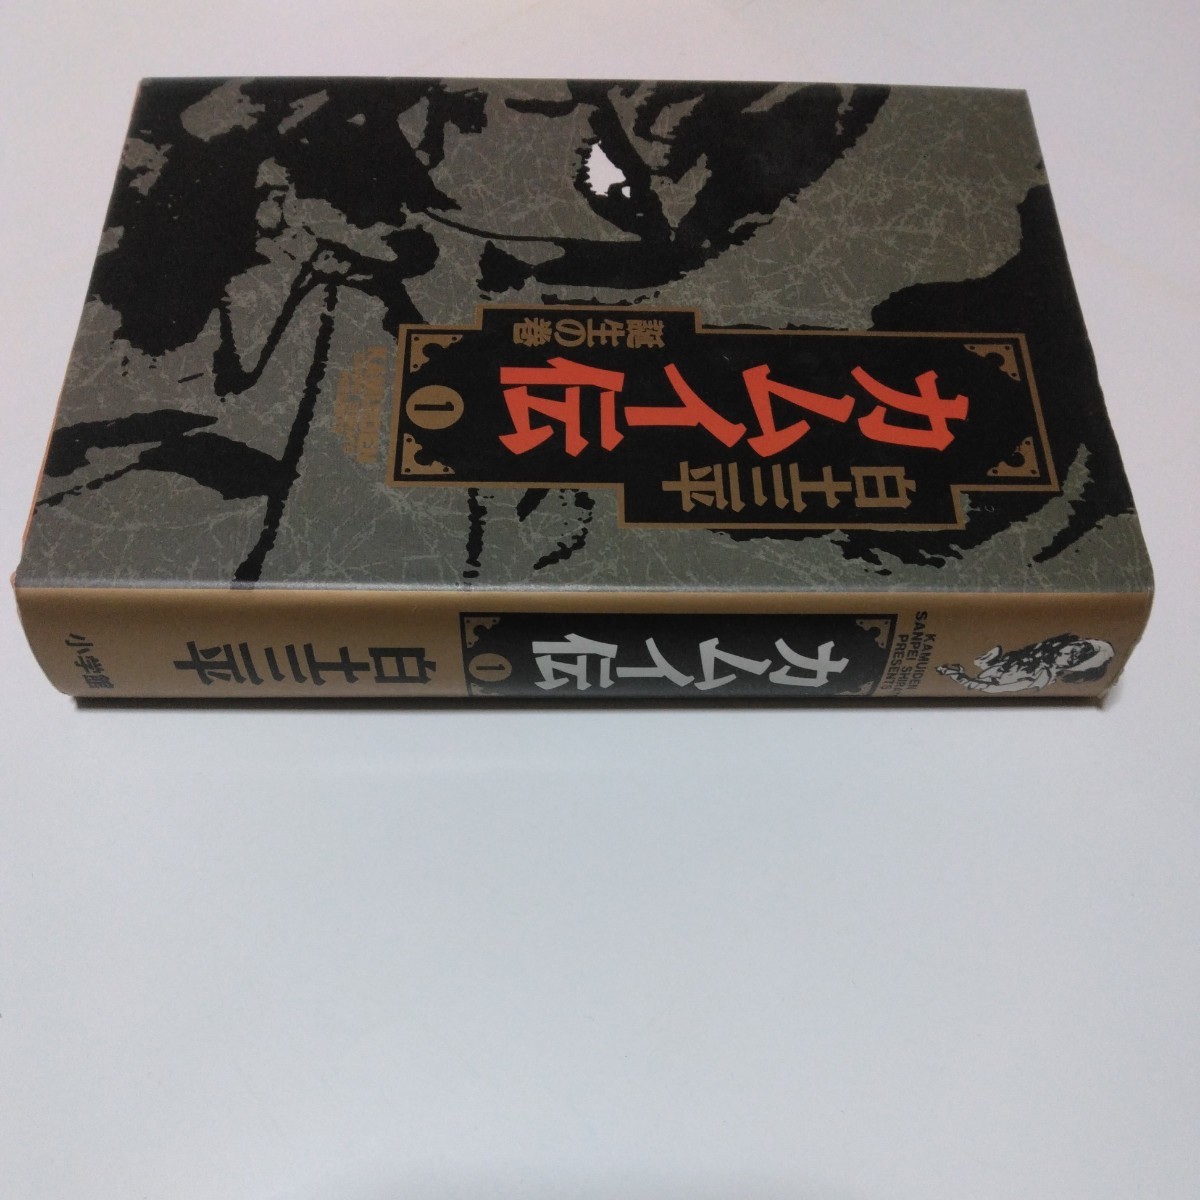 白土三平
カムイ伝
1
誕生の巻
KAMUIDEN
SANPEI SHIRA
PRESENTS
カムイ伝
1
白土三平
小学館